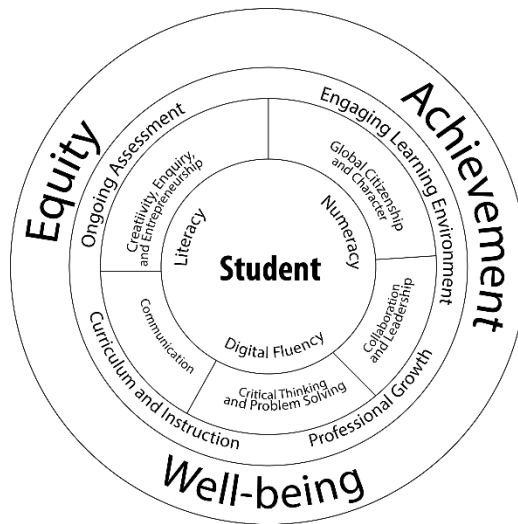 Equity
Achievement
Well-being
Ongoing Assessment
Engaging Learning Environment
Curriculum and Instruction
Professional Growth
Creatiivity, Enquiry,
and Entrepreneurship
Global Citizenship
and Character
Communication
Collaboration
and Leadership
Critical Thinking
and Problem Solving
Literacy
Numeracy
Digital Fluency
Student